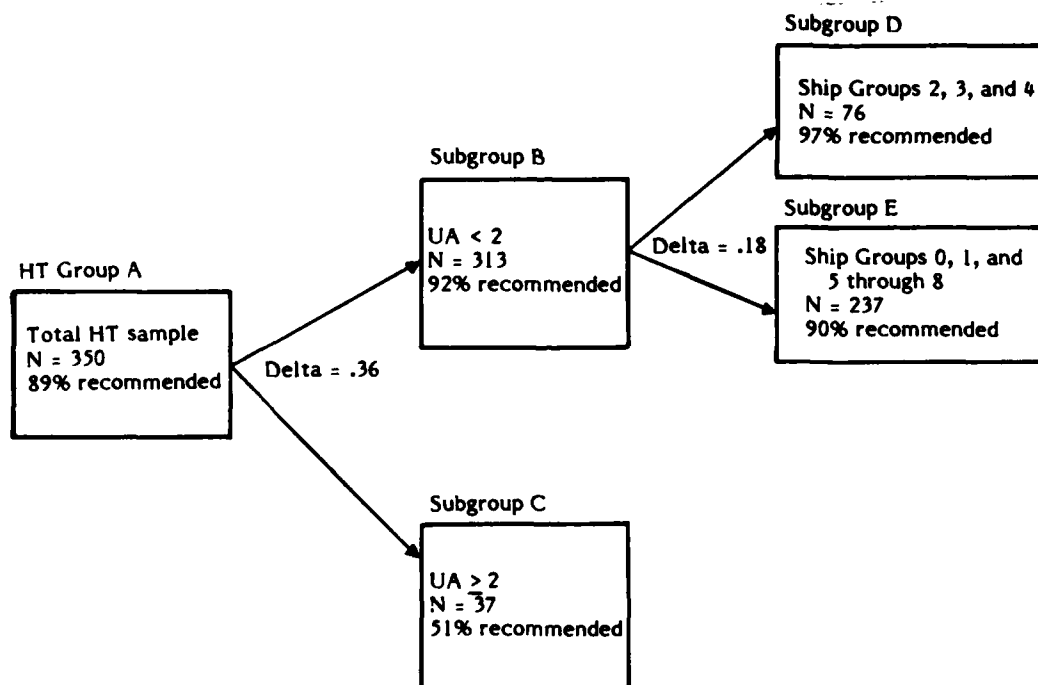 HT Group A
Total HT sample
N = 350
89% recommended
Delta = .36
Subgroup B
UA < 2
N = 313
92% recommended
Subgroup C
UA ≥ 2
N = 37
51% recommended
Delta = .18
Subgroup D
Ship Groups 2, 3, and 4
N = 76
97% recommended
Subgroup E
Ship Groups 0, 1, and
5 through 8
N = 237
90% recommended